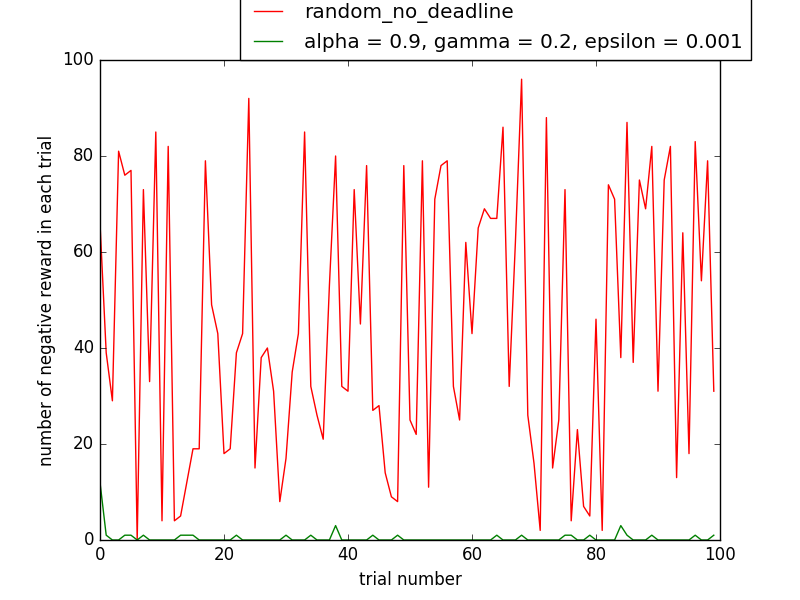 random_no_deadline
alpha = 0.9, gamma = 0.2, epsilon = 0.001
100
80
60
40
20
0
number of negative reward in each trial
0 20 40 60 80 100
trial number